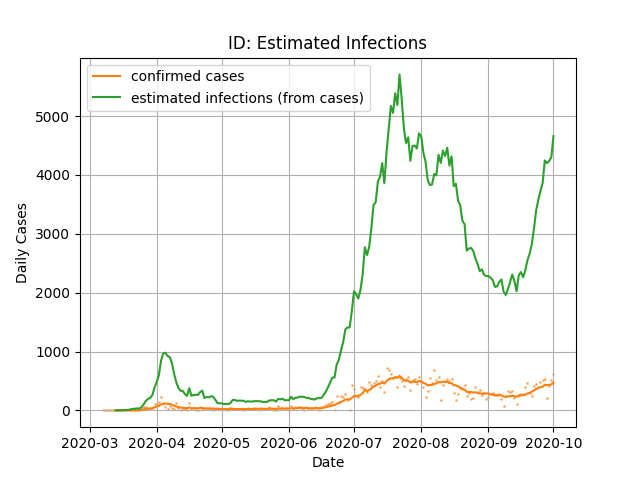 ID: Estimated Infections
confirmed cases
estimated infections (from cases)
Daily Cases
5000
4000
3000
2000
1000
0
2020-03 2020-04 2020-05 2020-06 2020-07 2020-08 2020-09 2020-10
Date